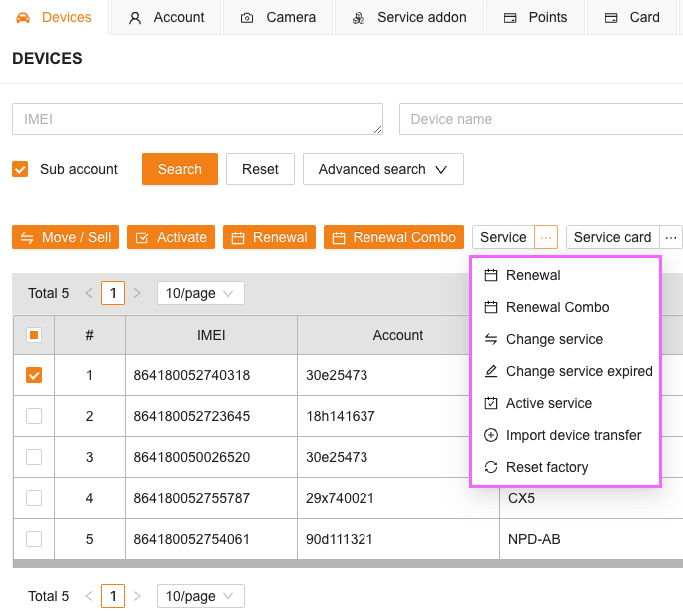 Devices Account Camera Service addon Points Card
DEVICES
IMEI Device name
Sub account Search Reset Advanced search
Move / Sell Activate Renewal Renewal Combo Service ... Service card ...
Renewal
Total 5 < 1 > 10/page
Renewal Combo
# IMEI Account
Change service
1 864180052740318 30e25473
Change service expired
2 864180052723645 18h141637
Active service
Import device transfer
3 864180050026520 30e25473
Reset factory
4 864180052755787 29x740021 CX5
5 864180052754061 90d111321 NPD-AB
Total 5 < 1 > 10/page